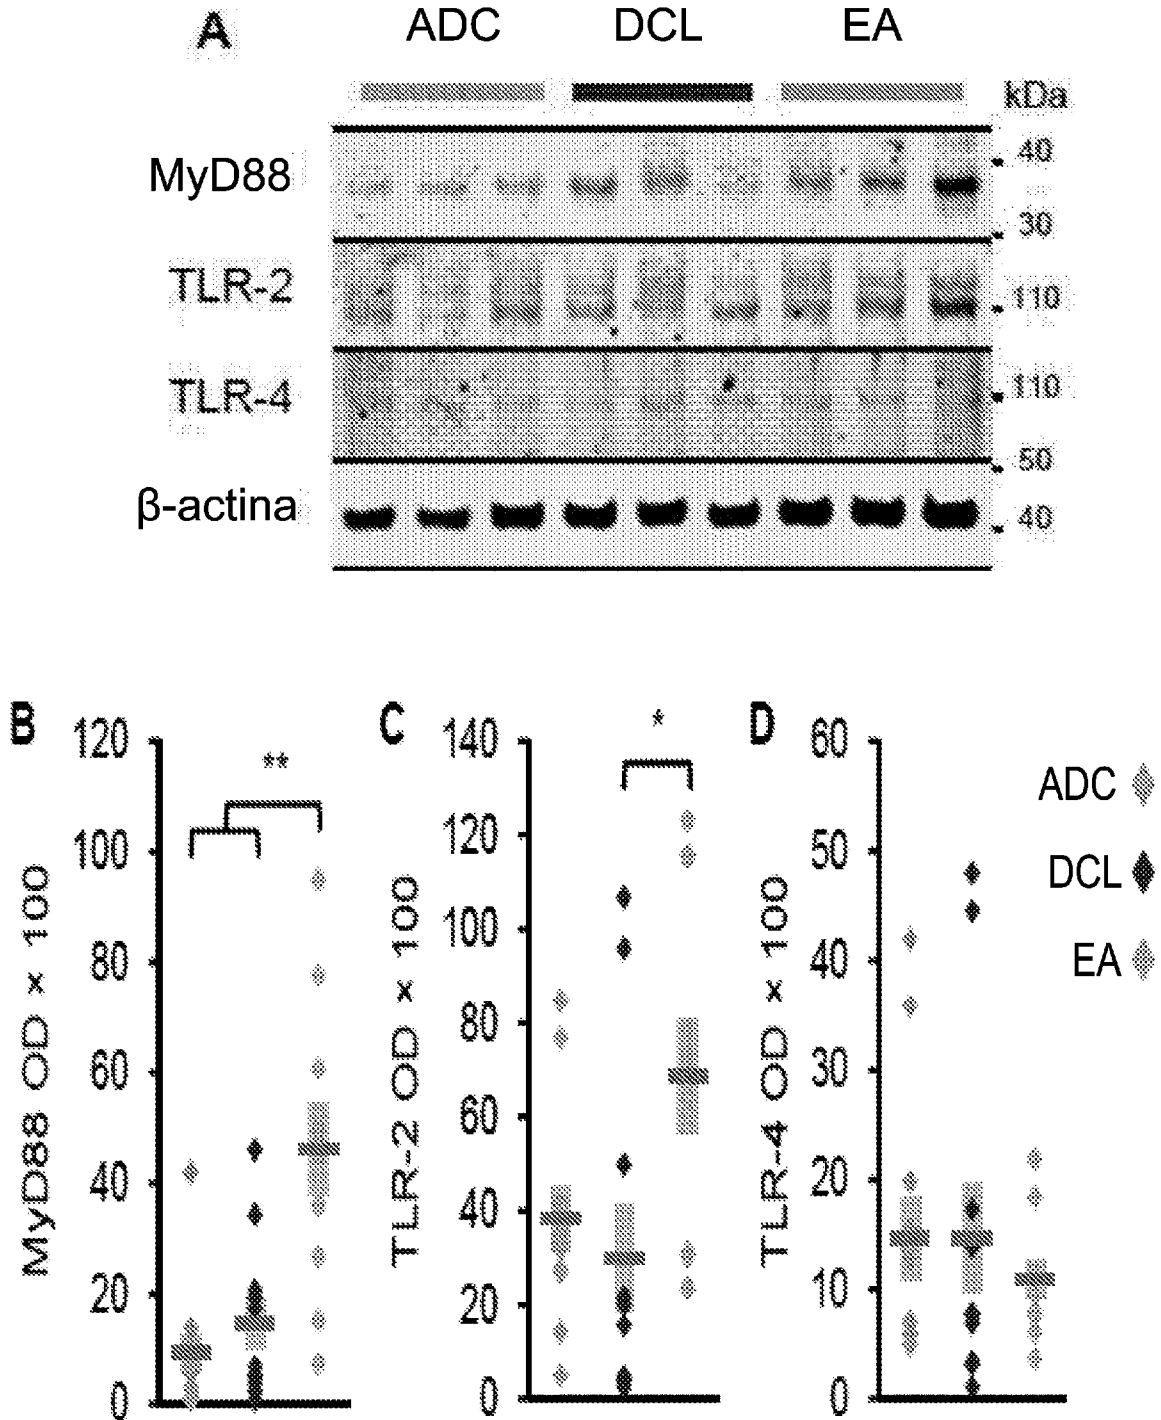 A ADC DCL EA
kDa
MyD88
40
30
TLR-2
110
TLR-4
110
50
β-actina
40
B C D
MyD88 OD × 100
120
100
80
60
40
20
0
**
TLR-2 OD × 100
140
120
100
80
60
40
20
0
*
TLR-4 OD × 100
60
50
40
30
20
10
0
ADC
DCL
EA